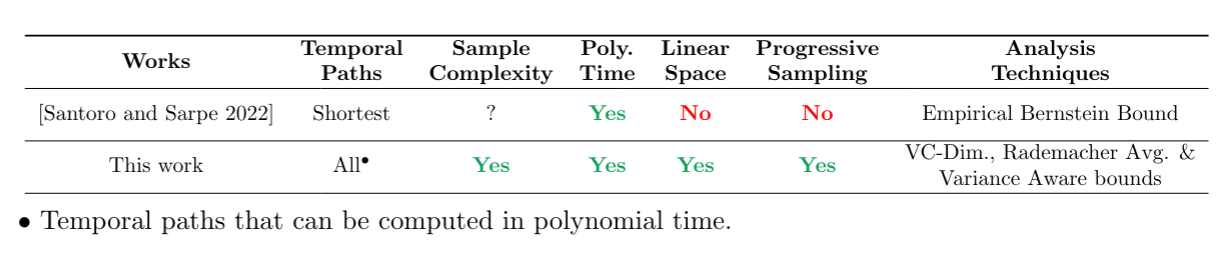 Works Temporal Paths Sample Complexity Poly. Time Linear Space Progressive Sampling Analysis Techniques
[Santoro and Sarpe 2022] Shortest ? Yes No No Empirical Bernstein Bound
This work All• Yes Yes Yes Yes VC-Dim., Rademacher Avg. & Variance Aware bounds
• Temporal paths that can be computed in polynomial time.